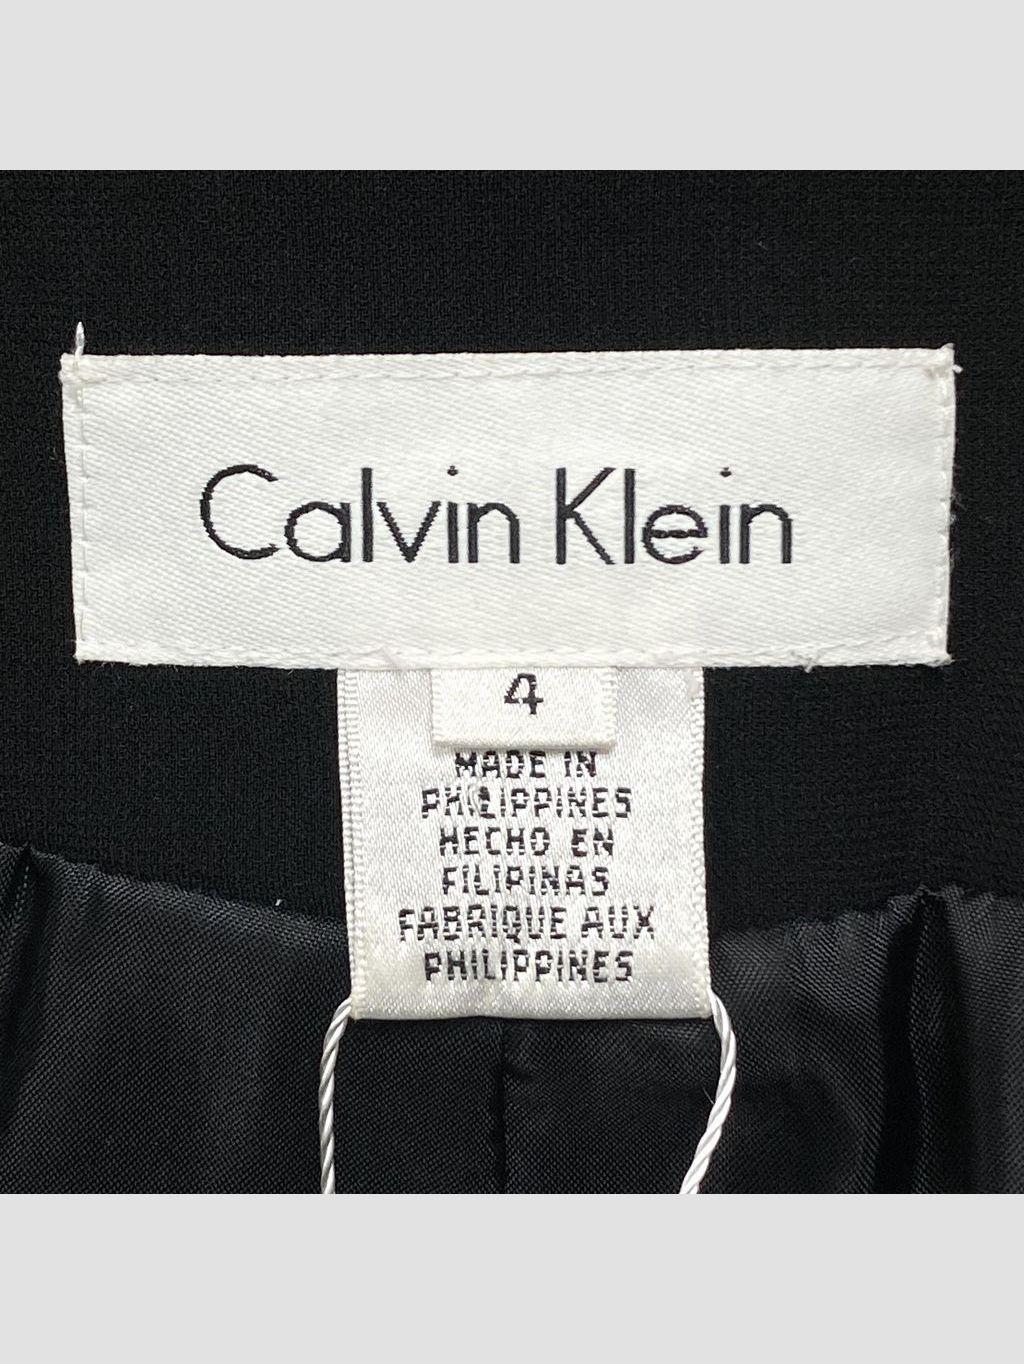 Calvin Klein
4
MADE IN
PHILIPPINES
HECHO EN
FILIPINAS
FABRIQUE AUX
PHILIPPINES